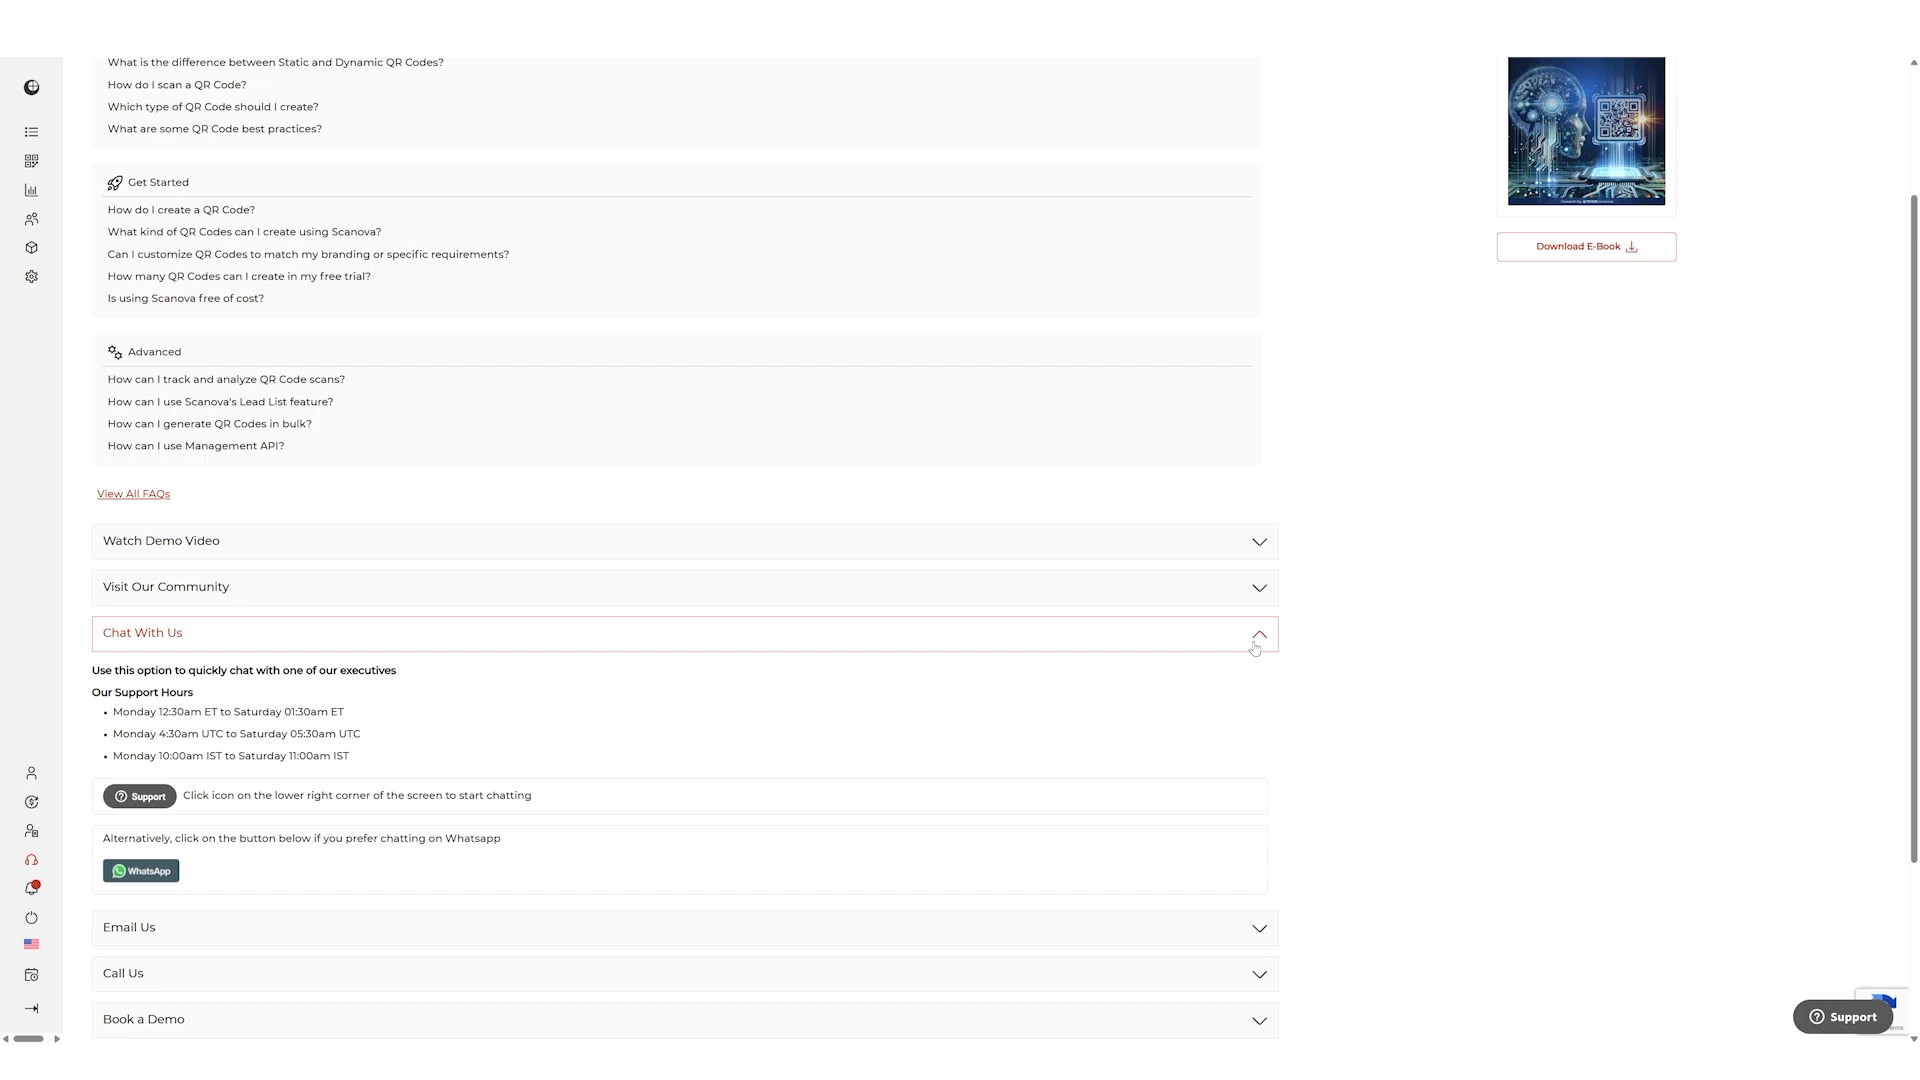 What is the difference between Static and Dynamic QR Codes?
How do I scan a QR Code?
Which type of QR Code should I create?
What are some QR Code best practices?
Get Started
How do I create a QR Code?
What kind of QR Codes can I create using Scanova?
Can I customize QR Codes to match my branding or specific requirements?
How many QR Codes can I create in my free trial?
Is using Scanova free of cost?
Advanced
How can I track and analyze QR Code scans?
How can I use Scanova's Lead List feature?
How can I generate QR Codes in bulk?
How can I use Management API?
View All FAQs
Watch Demo Video
Visit Our Community
Chat With Us
Use this option to quickly chat with one of our executives
Our Support Hours
• Monday 12:30am ET to Saturday 01:30am ET
• Monday 4:30am UTC to Saturday 05:30am UTC
• Monday 10:00am IST to Saturday 11:00am IST
Support Click icon on the lower right corner of the screen to start chatting
Alternatively, click on the button below if you prefer chatting on Whatsapp
WhatsApp
Email Us
Call Us
Book a Demo
Download E-Book
Support